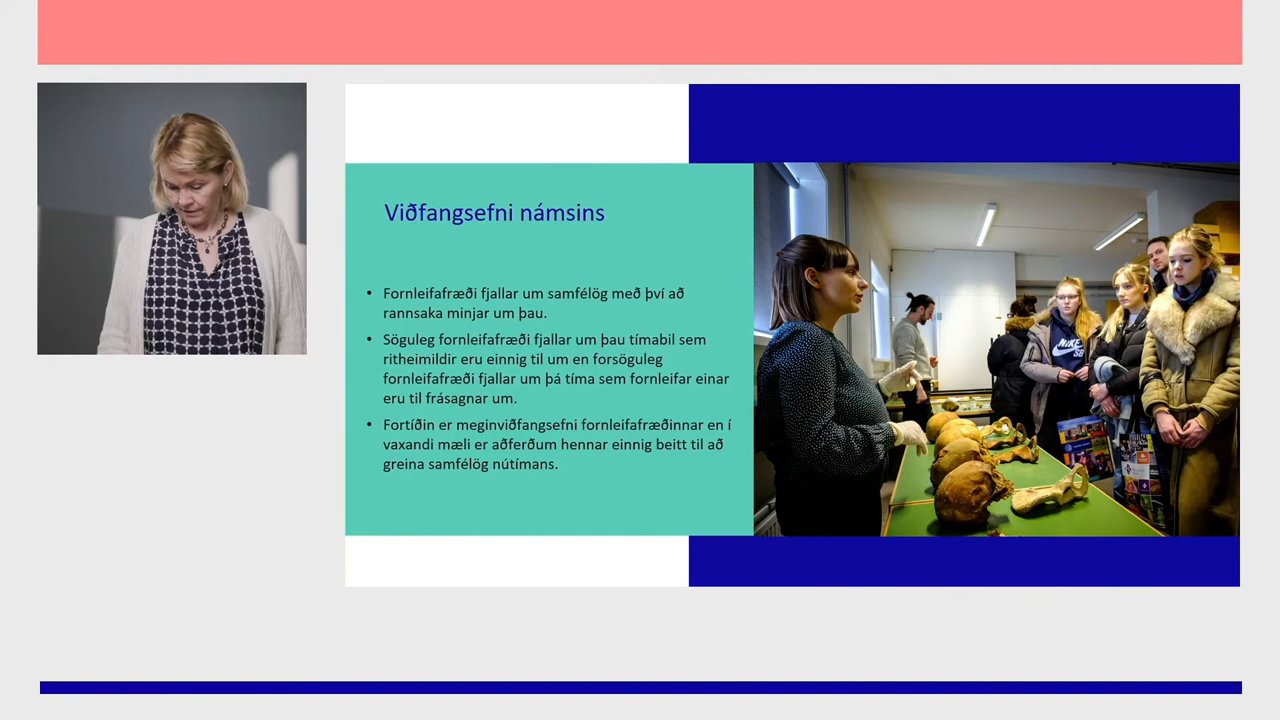 Viðfangsefni námsins
• Fornleifafræði fjallar um samfélög með því að
rannsaka minjar um þau.
• Söguleg fornleifafræði fjallar um þau tímabil sem
ritheimildir eru einnig til um en forsöguleg
fornleifafræði fjallar um þá tíma sem fornleifar einar
eru til frásagnar um.
• Fortíðin er meginviðfangsefni fornleifafræðinnar en í
vaxandi mæli er aðferðum hennar einnig beitt til að
greina samfélög nútímans.
NIKE
SB